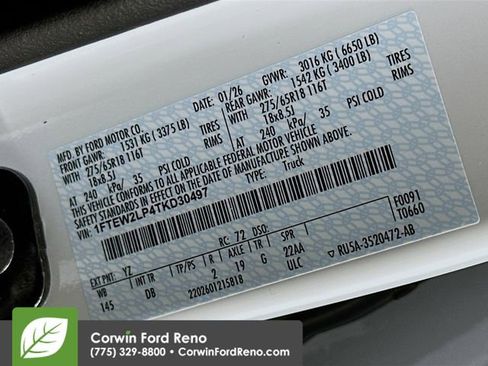 MFD. BY FORD MOTOR CO.
DATE: 01/26 GVWR: 3016 KG ( 6650 LB)
FRONT GAWR: 1531 KG ( 3375 LB) REAR GAWR: 1542 KG ( 3400 LB)
275/65R18 116T TIRES 275/65R18 116T TIRES
18x8.5J RIMS 18x8.5J RIMS
AT 240 kPa/ 35 PSI COLD AT 240 kPa/ 35 PSI COLD
THIS VEHICLE CONFORMS TO ALL APPLICABLE FEDERAL MOTOR VEHICLE
STANDARDS IN EFFECT ON THE DATE OF MANUFACTURE SHOWN ABOVE.
VIN: 1FTEW2LP4TKD30497 TYPE: Truck
F0091
T0660
EXT PNT: YZ RC: 72 DSO:
WB INT TR TP/PS R AXLE TR SPR
145 DB 2 19 G 22AA
2202601215818 ULC RU5A-3520472-AB
Corwin Ford Reno
(775) 329-8800 • CorwinFordReno.com